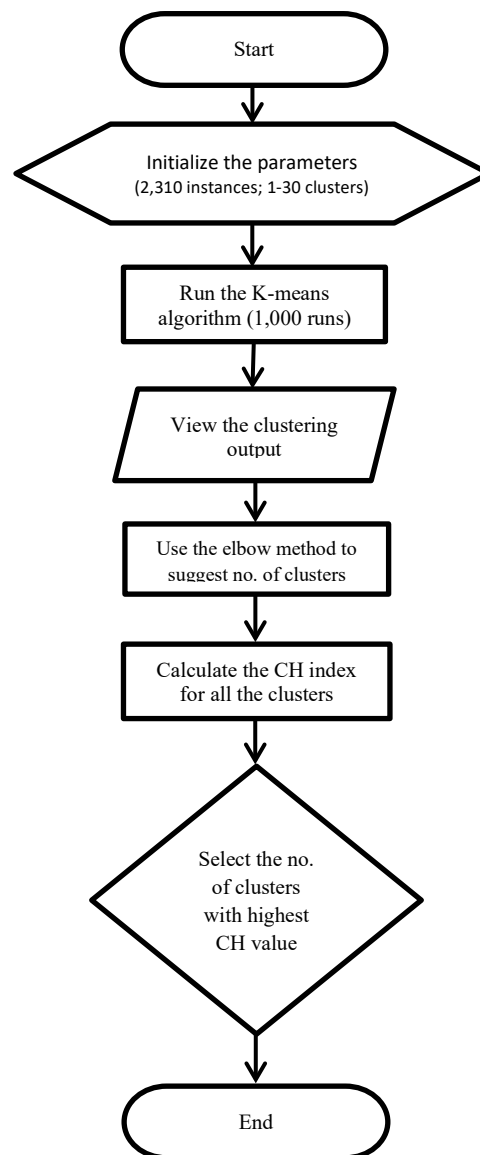 Start
Initialize the parameters
(2,310 instances; 1-30 clusters)
Run the K-means
algorithm (1,000 runs)
View the clustering
output
Use the elbow method to
suggest no. of clusters
Calculate the CH index
for all the clusters
Select the no.
of clusters
with highest
CH value
End